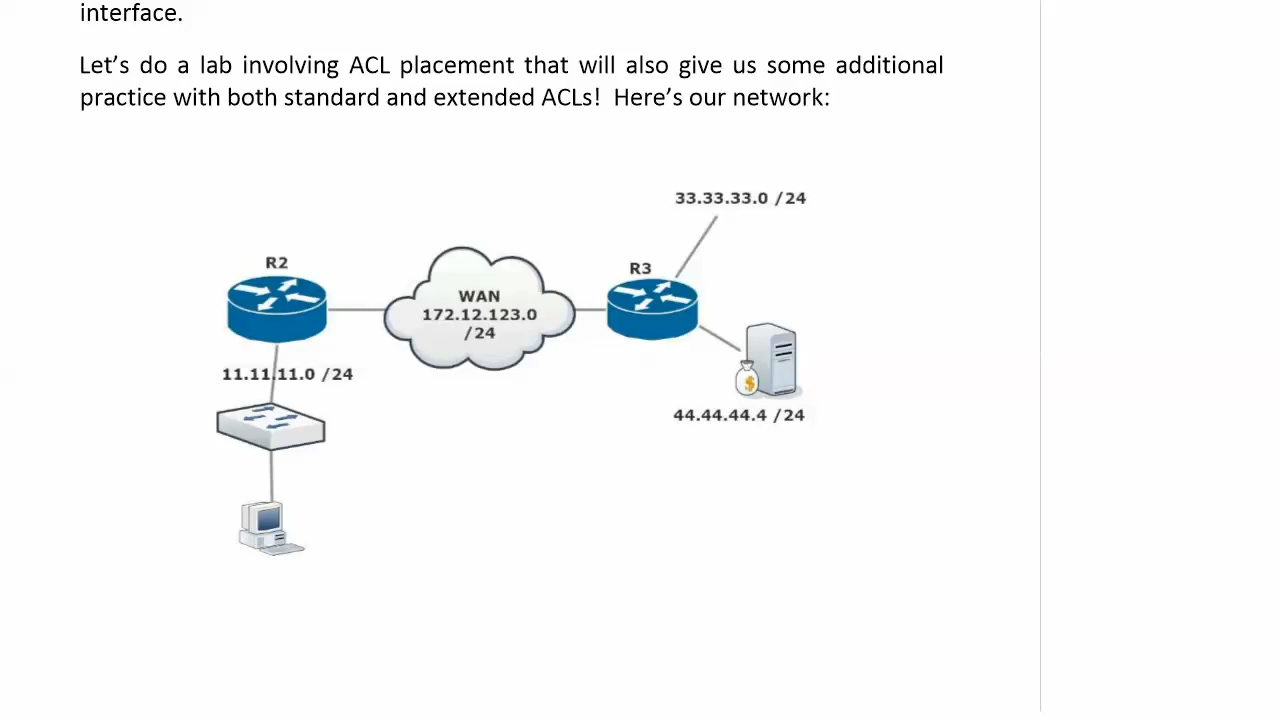 interface.
Let’s do a lab involving ACL placement that will also give us some additional
practice with both standard and extended ACLs!  Here’s our network:
33.33.33.0 /24
R2
R3
WAN
172.12.123.0
/24
11.11.11.0 /24
$
44.44.44.4 /24